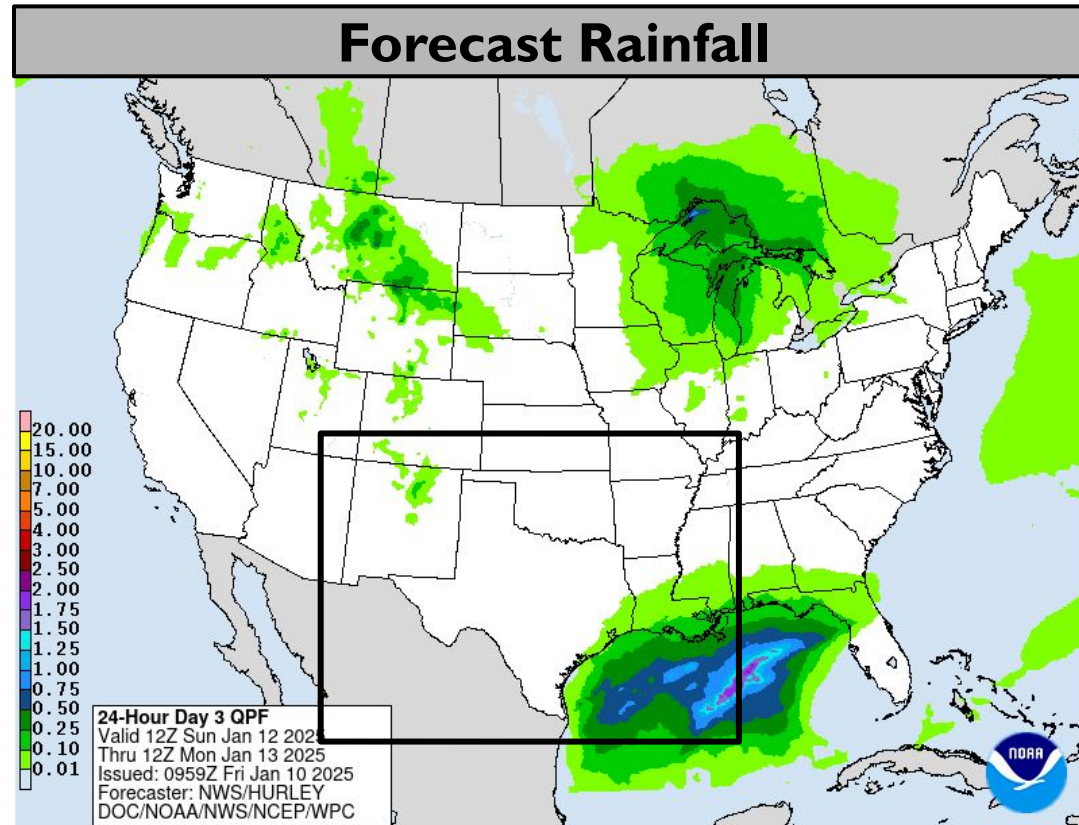 Forecast Rainfall
20.00
15.00
10.00
7.00
5.00
4.00
3.00
2.50
2.00
1.75
1.50
1.25
1.00
0.75
0.50
0.25
0.10
0.01
24-Hour Day 3 QPF
Valid 12Z Sun Jan 12 2025
Thru 12Z Mon Jan 13 2025
Issued: 0959Z Fri Jan 10 2025
Forecaster: NWS/HURLEY
DOC/NOAA/NWS/NCEP/WPC
NOAA